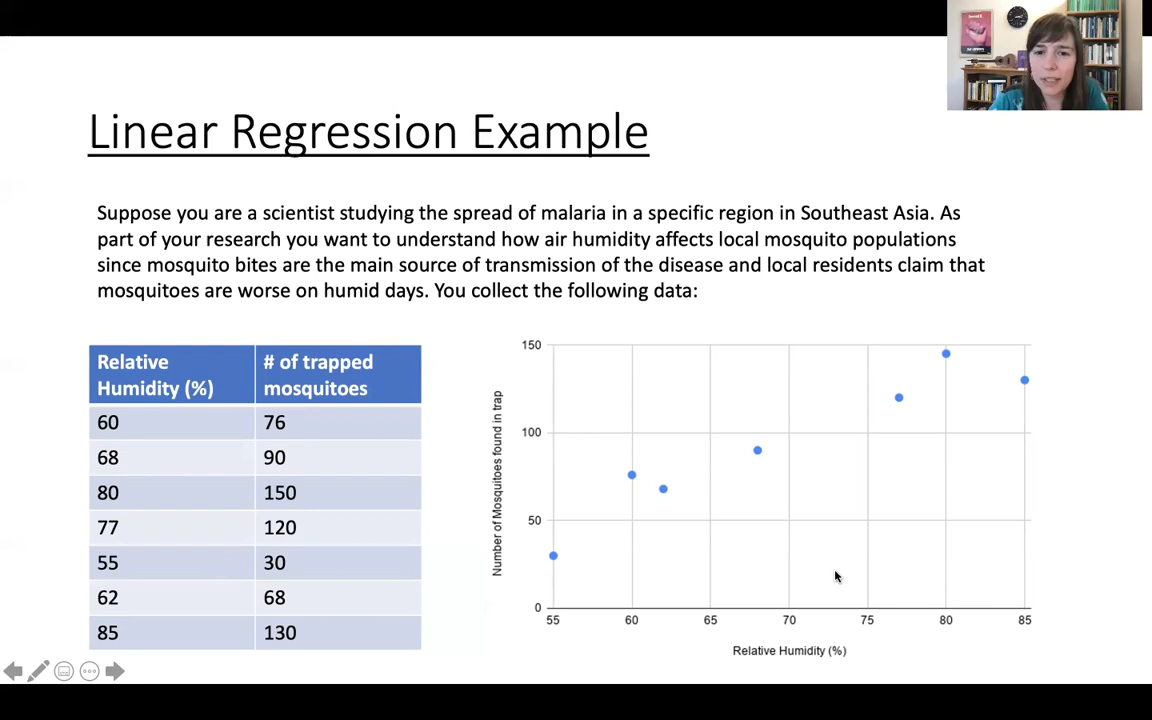 Linear Regression Example
Suppose you are a scientist studying the spread of malaria in a specific region in Southeast Asia. As
part of your research you want to understand how air humidity affects local mosquito populations
since mosquito bites are the main source of transmission of the disease and local residents claim that
mosquitoes are worse on humid days. You collect the following data:
Relative Humidity (%) # of trapped mosquitoes
60 76
68 90
80 150
77 120
55 30
62 68
85 130
Number of Mosquitoes found in trap
150
100
50
0
55 60 65 70 75 80 85
Relative Humidity (%)